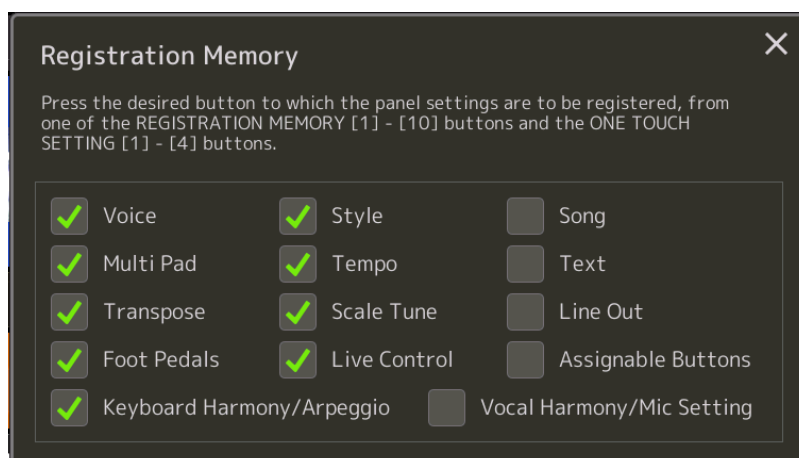 Registration Memory
Press the desired button to which the panel settings are to be registered, from
one of the REGISTRATION MEMORY [1] - [10] buttons and the ONE TOUCH
SETTING [1] - [4] buttons.
Voice Style Song
Multi Pad Tempo Text
Transpose Scale Tune Line Out
Foot Pedals Live Control Assignable Buttons
Keyboard Harmony/Arpeggio Vocal Harmony/Mic Setting